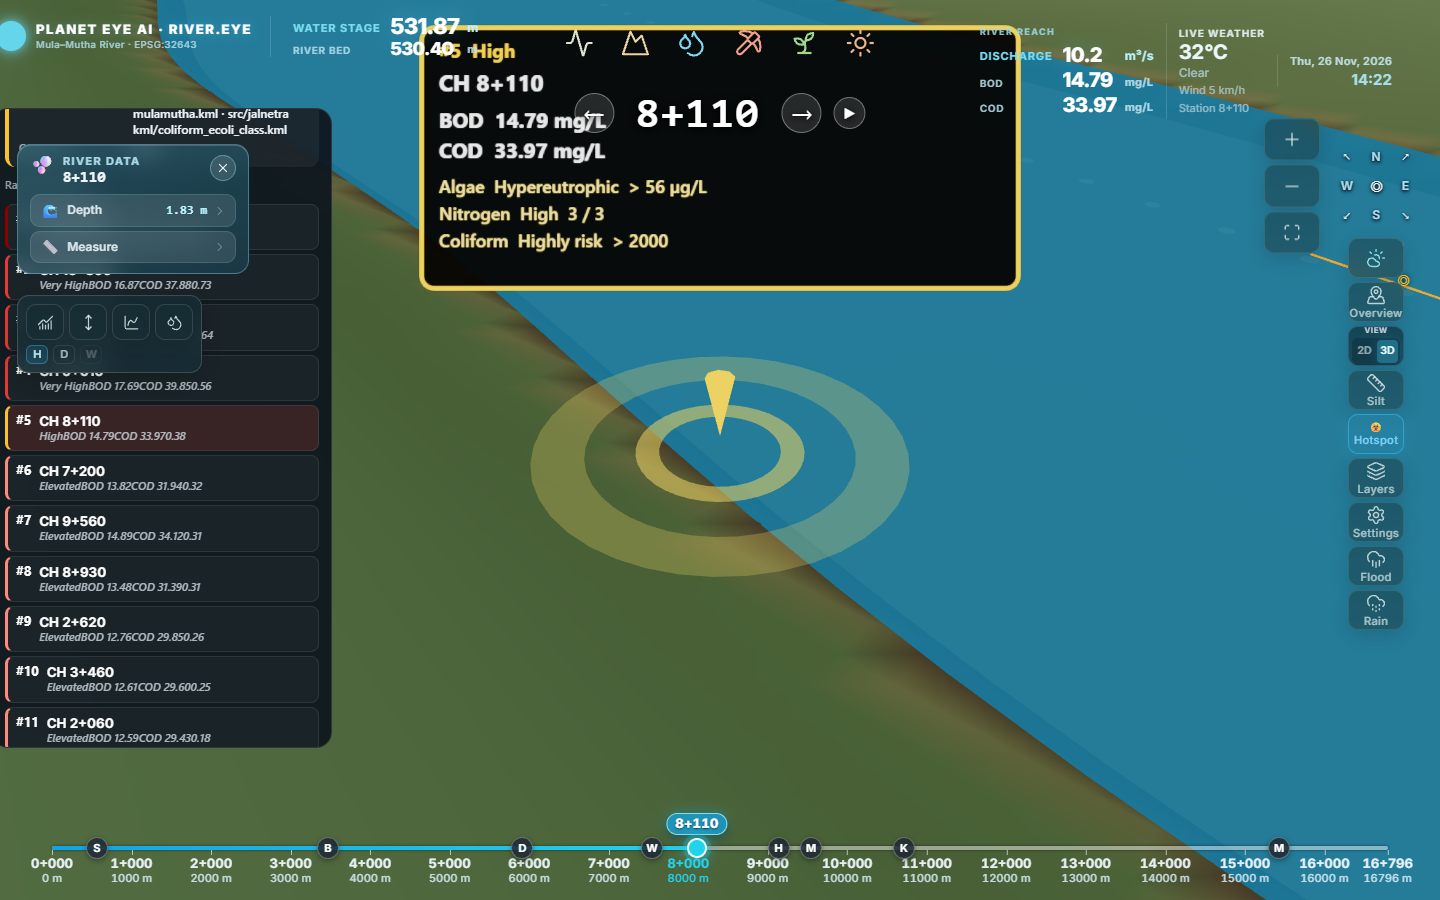 PLANET EYE AI · RIVER.EYE
Mula–Mutha River · EPSG:32643
WATER STAGE 531.87 m
RIVER BED 530.40 m
#5 High
CH 8+110
BOD 14.79 mg/L
COD 33.97 mg/L
Algae Hypereutrophic > 56 µg/L
Nitrogen High 3 / 3
Coliform Highly risk > 2000
← 8+110 → ▶
RIVER REACH
DISCHARGE 10.2 m³/s
BOD 14.79 mg/L
COD 33.97 mg/L
LIVE WEATHER
32°C
Clear
Wind 5 km/h
Station 8+110
Thu, 26 Nov, 2026
14:22
mulamutha.kml · src/jalnetra
kml/coliform_ecoli_class.kml
RIVER DATA
8+110
Depth 1.83 m
Measure
Very HighBOD 16.87COD 37.880.73
64
H D W
Very HighBOD 17.69COD 39.850.56
#5 CH 8+110
HighBOD 14.79COD 33.970.38
#6 CH 7+200
ElevatedBOD 13.82COD 31.940.32
#7 CH 9+560
ElevatedBOD 14.89COD 34.120.31
#8 CH 8+930
ElevatedBOD 13.48COD 31.390.31
#9 CH 2+620
ElevatedBOD 12.76COD 29.850.26
#10 CH 3+460
ElevatedBOD 12.61COD 29.600.25
#11 CH 2+060
ElevatedBOD 12.59COD 29.430.18
+
−
N
W E
S
Overview
VIEW
2D 3D
Silt
Hotspot
Layers
Settings
Flood
Rain
8+110
S B D W H M K M
0+000 1+000 2+000 3+000 4+000 5+000 6+000 7+000 8+000 9+000 10+000 11+000 12+000 13+000 14+000 15+000 16+000 16+796
0 m 1000 m 2000 m 3000 m 4000 m 5000 m 6000 m 7000 m 8000 m 9000 m 10000 m 11000 m 12000 m 13000 m 14000 m 15000 m 16000 m 16796 m